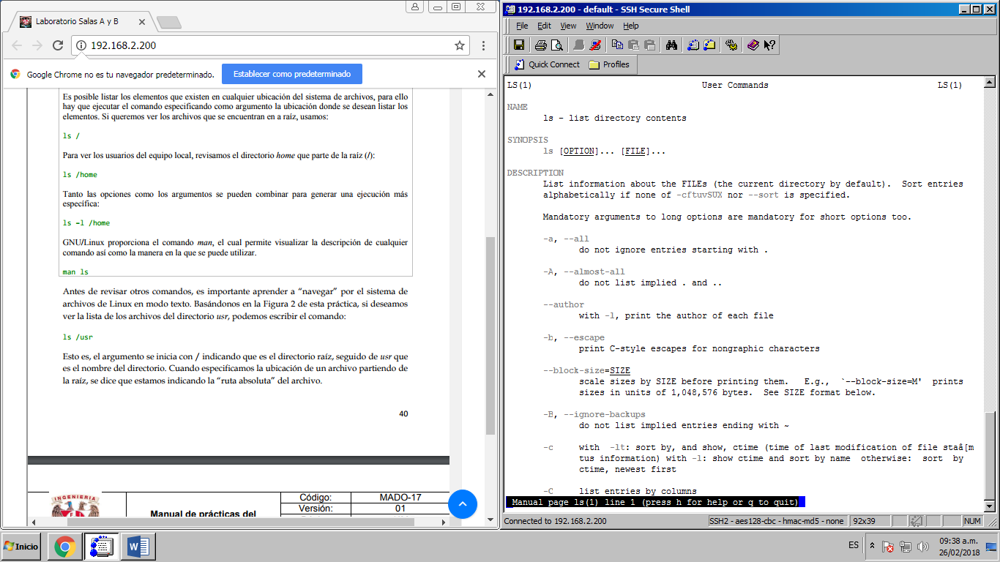 Laboratorio Salas A y B
192.168.2.200
Google Chrome no es tu navegador predeterminado.
Establecer como predeterminado
Es posible listar los elementos que existen en cualquier ubicación del sistema de archivos, para ello
hay que ejecutar el comando especificando como argumento la ubicación donde se desean listar los
elementos. Si queremos ver los archivos que se encuentran en a raíz, usamos:
ls /
Para ver los usuarios del equipo local, revisamos el directorio home que parte de la raíz (/):
ls /home
Tanto las opciones como los argumentos se pueden combinar para generar una ejecución más
específica:
ls –l /home
GNU/Linux proporciona el comando man, el cual permite visualizar la descripción de cualquier
comando así como la manera en la que se puede utilizar.
man ls
Antes de revisar otros comandos, es importante aprender a “navegar” por el sistema de
archivos de Linux en modo texto. Basándonos en la Figura 2 de esta práctica, si deseamos
ver la lista de los archivos del directorio usr, podemos escribir el comando:
ls /usr
Esto es, el argumento se inicia con / indicando que es el directorio raíz, seguido de usr que
es el nombre del directorio. Cuando especificamos la ubicación de un archivo partiendo de
la raíz, se dice que estamos indicando la “ruta absoluta” del archivo.
40
INGENIERIA
Manual de prácticas del
Código:
MADO-17
Versión:
01
192.168.2.200 - default - SSH Secure Shell
File Edit View Window Help
Quick Connect Profiles
LS(1) User Commands LS(1)
NAME
ls - list directory contents
SYNOPSIS
ls [OPTION]... [FILE]...
DESCRIPTION
List information about the FILEs (the current directory by default). Sort entries
alphabetically if none of -cftuvSUX nor --sort is specified.
Mandatory arguments to long options are mandatory for short options too.
-a, --all
do not ignore entries starting with .
-A, --almost-all
do not list implied . and ..
--author
with -l, print the author of each file
-b, --escape
print C-style escapes for nongraphic characters
--block-size=SIZE
scale sizes by SIZE before printing them. E.g., `--block-size=M' prints
sizes in units of 1,048,576 bytes. See SIZE format below.
-B, --ignore-backups
do not list implied entries ending with ~
-c with -lt: sort by, and show, ctime (time of last modification of file staâ[m
tus information) with -l: show ctime and sort by name otherwise: sort by
ctime, newest first
-C list entries by columns
Manual page ls(1) line 1 (press h for help or q to quit)
Connected to 192.168.2.200
SSH2 - aes128-cbc - hmac-md5 - none
92x39
NUM
Inicio
ES
09:38 a.m.
26/02/2018